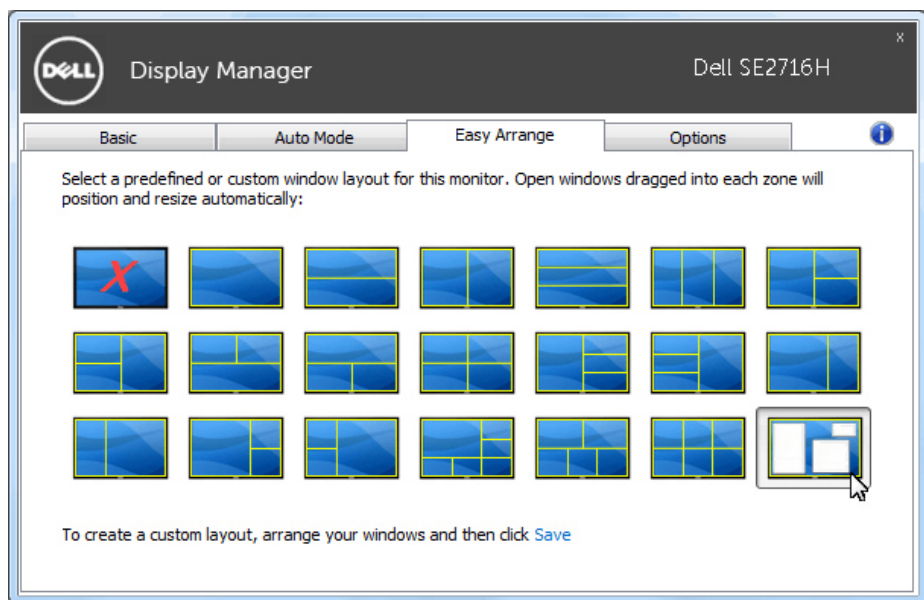 x
DELL
Display Manager
Dell SE2716H
Basic
Auto Mode
Easy Arrange
Options
i
Select a predefined or custom window layout for this monitor. Open windows dragged into each zone will
position and resize automatically:
X
To create a custom layout, arrange your windows and then click Save